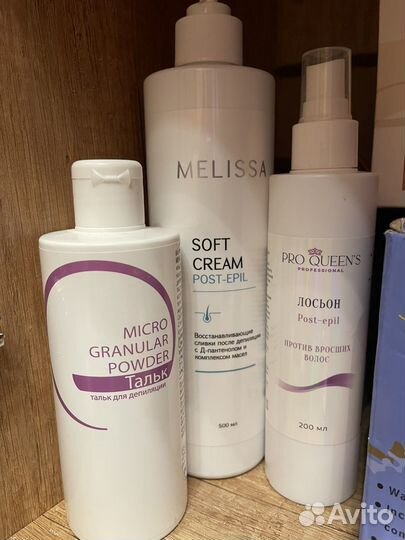 MICRO
GRANULAR
POWDER
Тальк
тальк для депиляции
MELISSA
SOFT
CREAM
POST-EPIL
Восстанавливающие
сливки после депиляции
с Д-пантенолом и
комплексом масел
500 мл
PRO QUEEN'S
PROFESSIONAL
ЛОСЬОН
Post-epil
ПРОТИВ ВРОСШИХ
ВОЛОС
200 мл
Avito